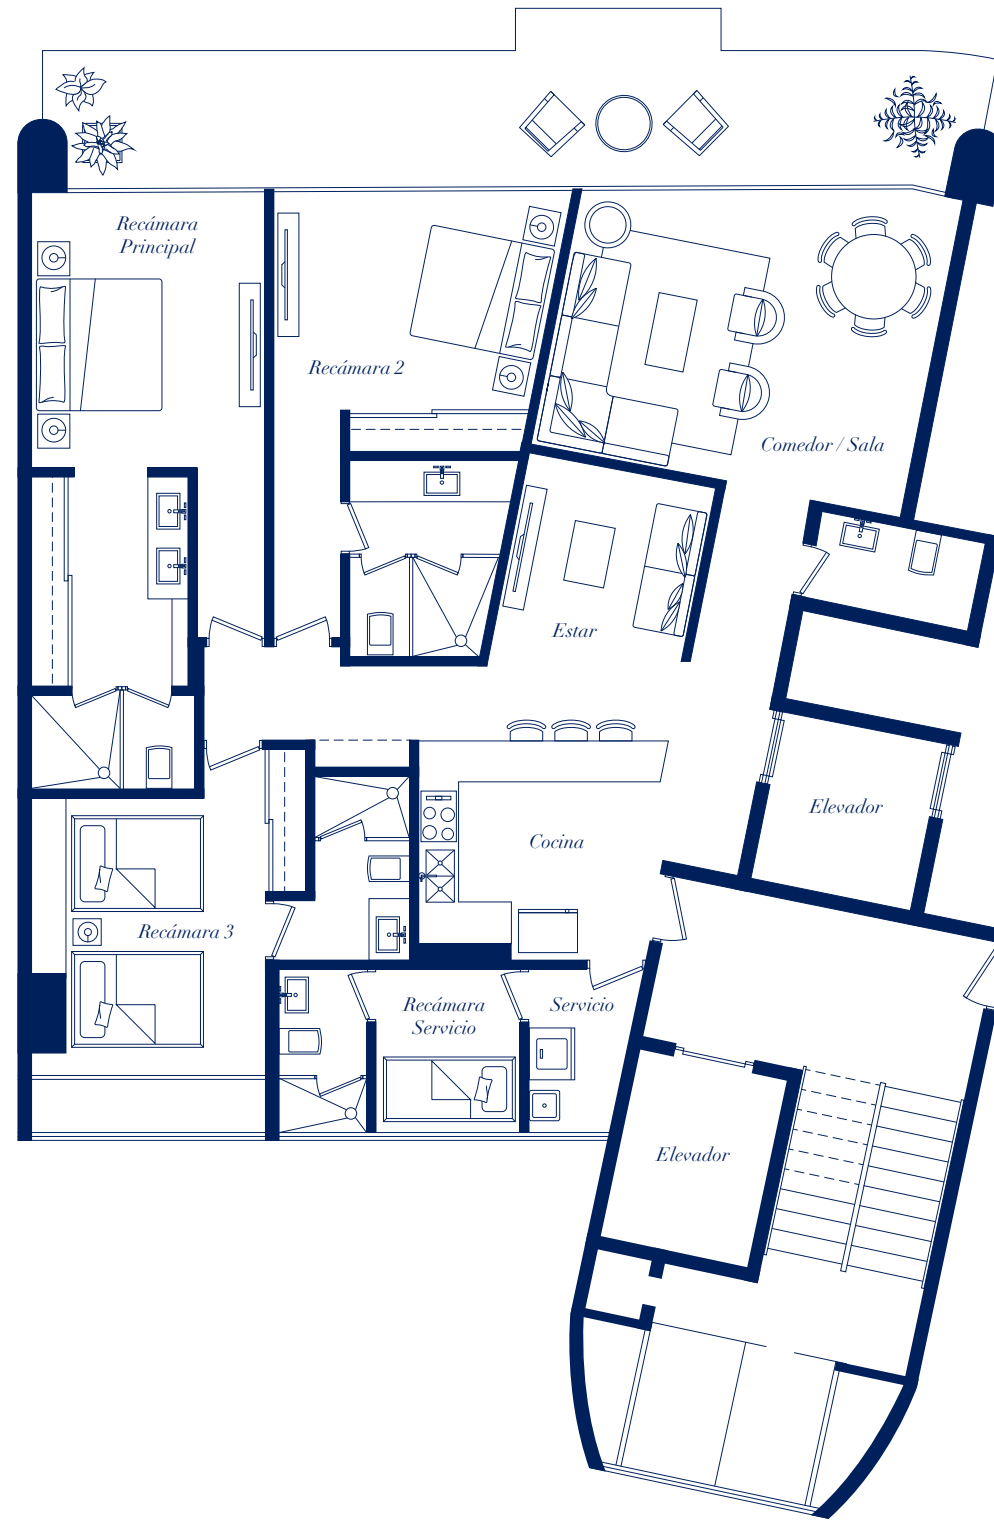 Recámara
Principal
Recámara 2
Comedor / Sala
Estar
Elevador
Cocina
Recámara 3
Recámara
Servicio
Servicio
Elevador